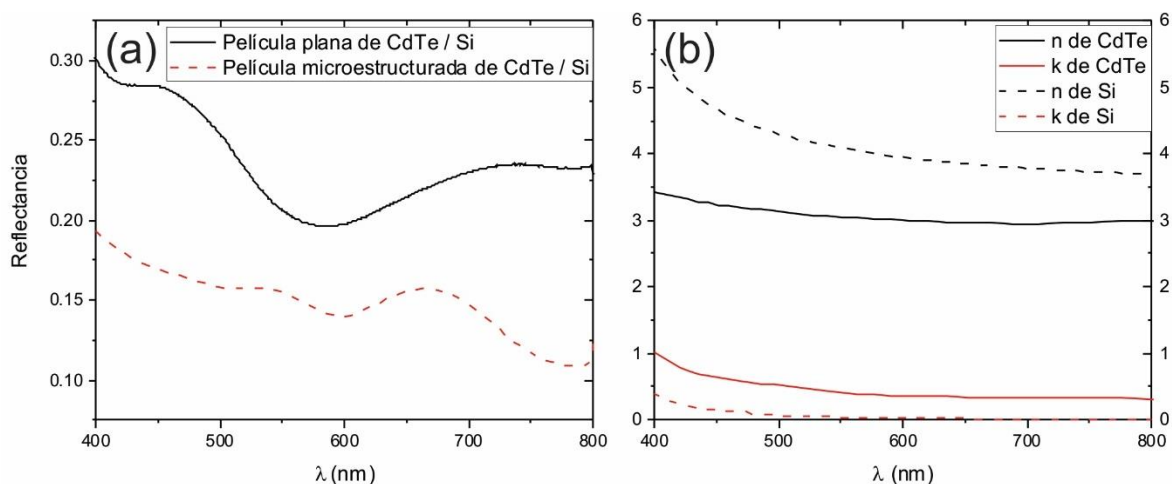 (a)
Película plana de CdTe / Si
Película microestructurada de CdTe / Si
0.30
0.25
0.20
0.15
0.10
Reflectancia
400 500 600 700 800
λ (nm)
(b)
n de CdTe
k de CdTe
n de Si
k de Si
6 6
5 5
4 4
3 3
2 2
1 1
0 0
400 500 600 700 800
λ (nm)